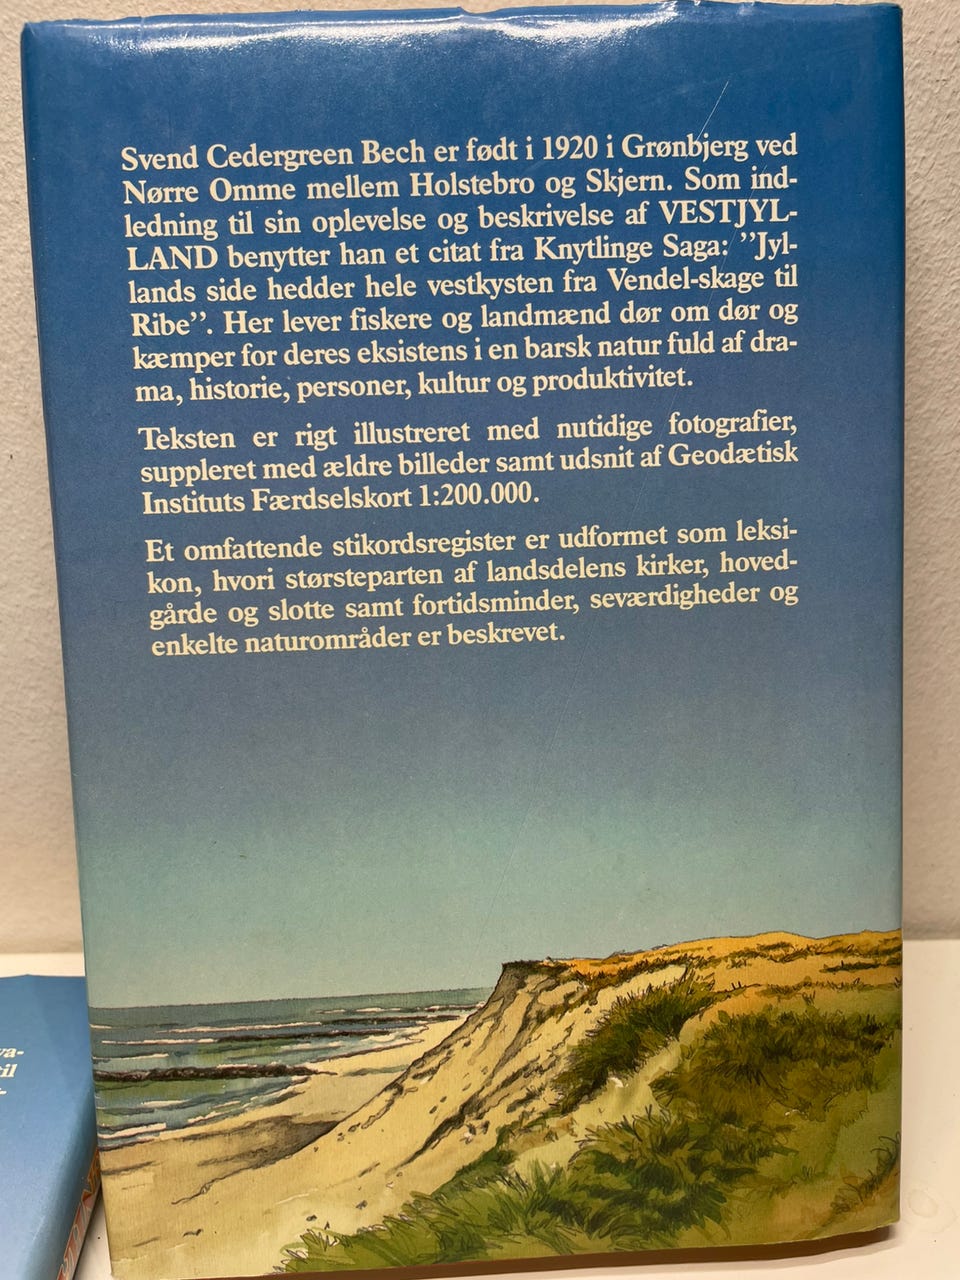 Svend Cedergreen Bech er født i 1920 i Grønbjerg ved
Nørre Omme mellem Holstebro og Skjern. Som ind-
ledning til sin oplevelse og beskrivelse af VESTJYL-
LAND benytter han et citat fra Knytlinge Saga: ”Jyl-
lands side hedder hele vestkysten fra Vendel-skage til
Ribe”. Her lever fiskere og landmænd dør om dør og
kæmper for deres eksistens i en barsk natur fuld af dra-
ma, historie, personer, kultur og produktivitet.
Teksten er rigt illustreret med nutidige fotografier,
suppleret med ældre billeder samt udsnit af Geodætisk
Instituts Færdselskort 1:200.000.
Et omfattende stikordsregister er udformet som leksi-
kon, hvori størsteparten af landsdelens kirker, hoved-
gårde og slotte samt fortidsminder, seværdigheder og
enkelte naturområder er beskrevet.